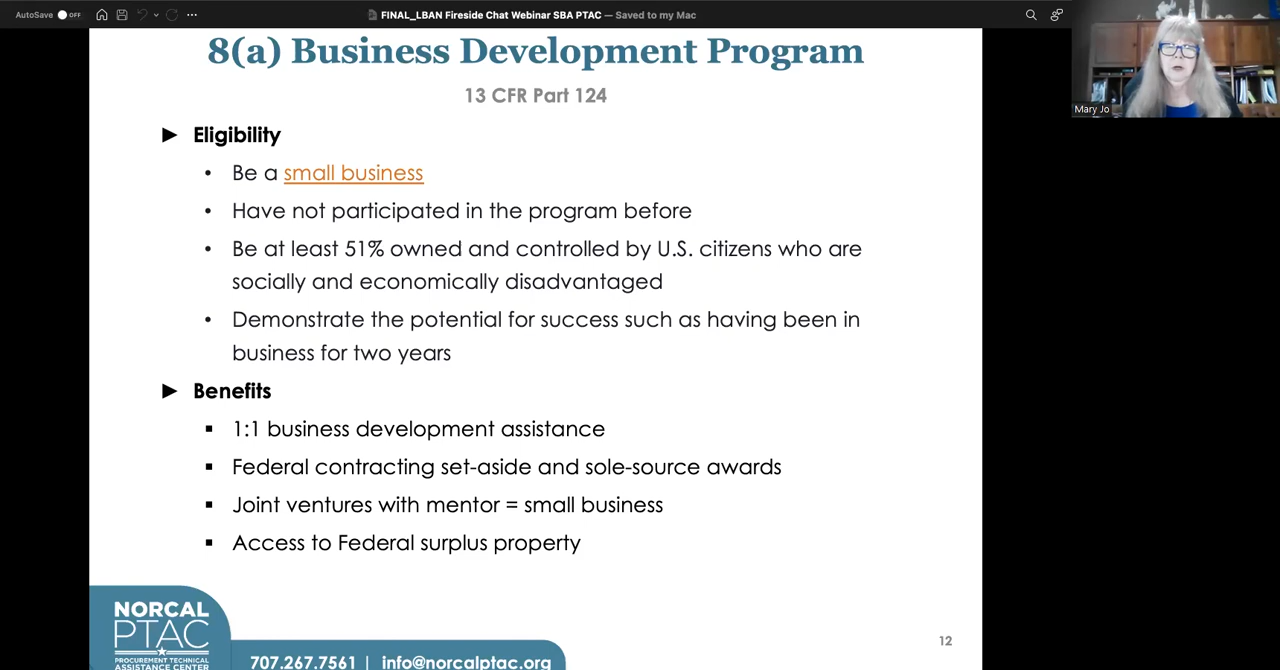 AutoSave OFF
FINAL_LBAN Fireside Chat Webinar SBA PTAC — Saved to my Mac
8(a) Business Development Program
13 CFR Part 124
Mary Jo
► Eligibility
• Be a small business
• Have not participated in the program before
• Be at least 51% owned and controlled by U.S. citizens who are
socially and economically disadvantaged
• Demonstrate the potential for success such as having been in
business for two years
► Benefits
▪ 1:1 business development assistance
▪ Federal contracting set-aside and sole-source awards
▪ Joint ventures with mentor = small business
▪ Access to Federal surplus property
NORCAL
PTAC
PROCUREMENT TECHNICAL
ASSISTANCE CENTER
707.267.7561 | info@norcalptac.org
12